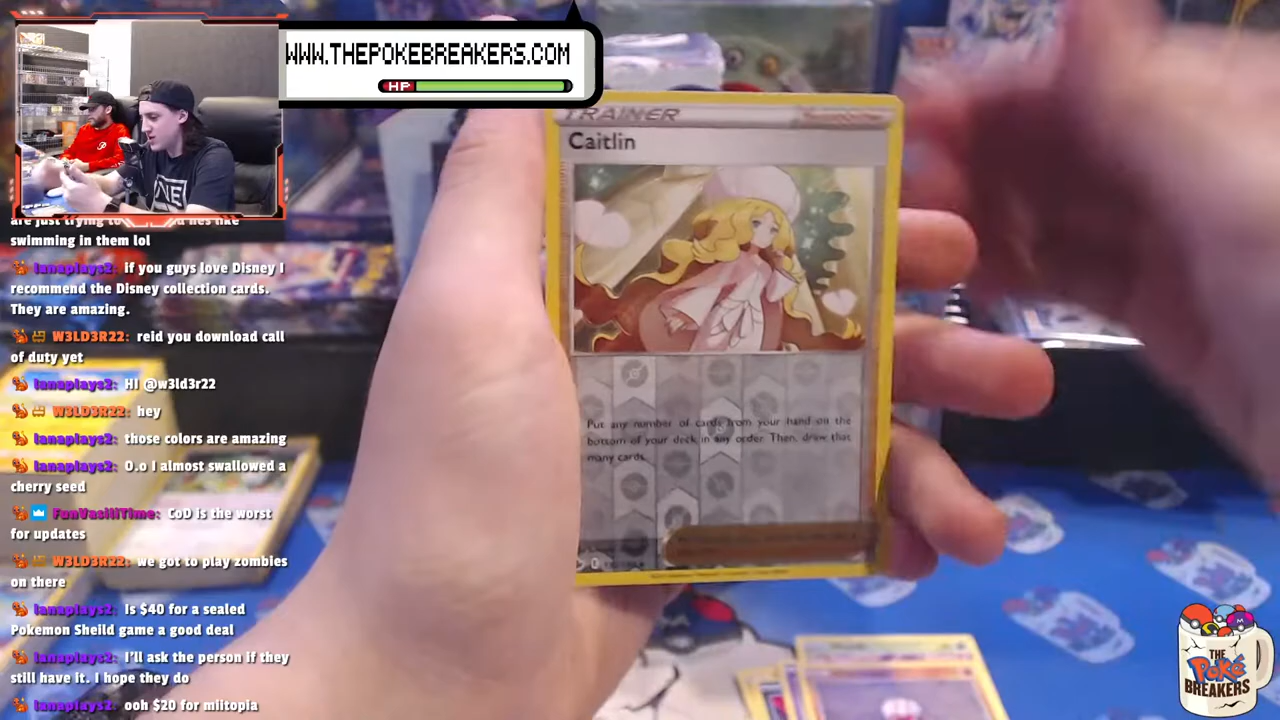 WWW.THEPOKEBREAKERS.COM
HP
TRAINER
Caitlin
Put any number of cards from your hand on the
bottom of your deck in any order. Then, draw that
many cards.
are just trying to
swimming in them lol
lanaplays2: if you guys love Disney I
recommend the Disney collection cards.
They are amazing.
W3LD3R22: reid you download call
of duty yet
lanaplays2: HI @w3ld3r22
W3LD3R22: hey
lanaplays2: those colors are amazing
lanaplays2: O.o I almost swallowed a
cherry seed
FunVasiliTime: CoD is the worst
for updates
W3LD3R22: we got to play zombies
on there
lanaplays2: Is $40 for a sealed
Pokemon Sheild game a good deal
lanaplays2: I'll ask the person if they
still have it. I hope they do
lanaplays2: ooh $20 for miitopia
THE
Poké
BREAKERS